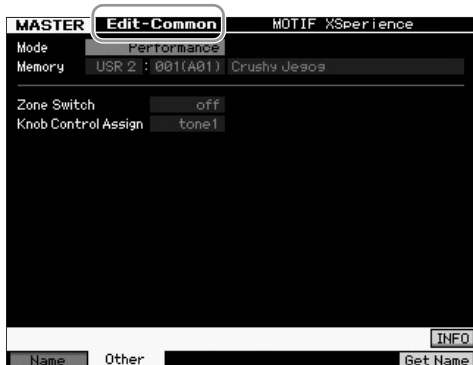 MASTER Edit-Common MOTIF XSperience
Mode Performance
Memory USR 2 : 001(A01) Crushy Jegog
Zone Switch off
Knob Control Assign tone1
INFO
Name Other Get Name